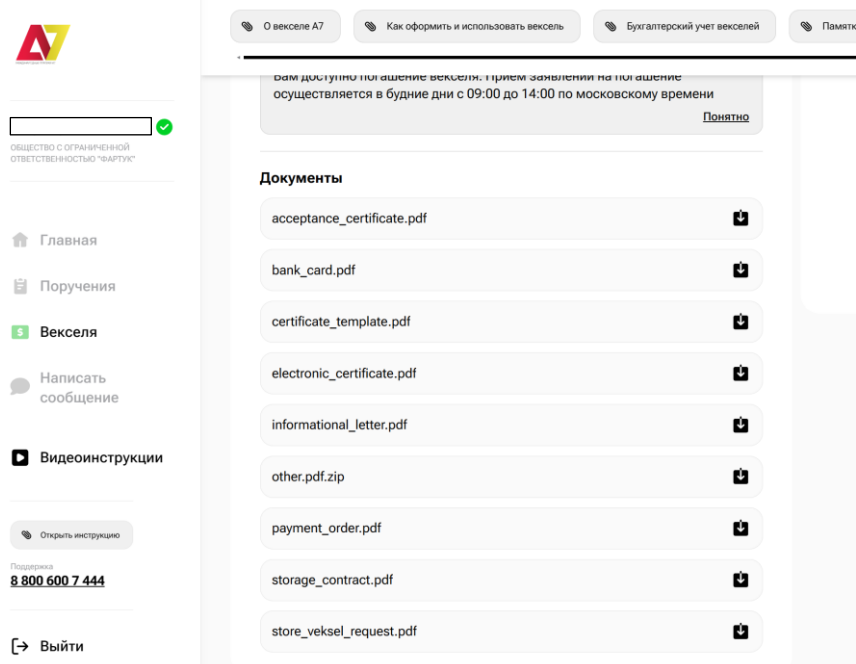 О векселе А7
Как оформить и использовать вексель
Бухгалтерский учет векселей
A7
ОБЩЕСТВО С ОГРАНИЧЕННОЙ
ОТВЕТСТВЕННОСТЬЮ "ФАРТУК"
Главная
Поручения
$ Векселя
Написать
сообщение
Видеоинструкции
Открыть инструкцию
Поддержка
8 800 600 7 444
Выйти
Вам доступно погашение векселя. Прием заявлений на погашение
осуществляется в будние дни с 09:00 до 14:00 по московскому времени
Понятно
Документы
acceptance_certificate.pdf
bank_card.pdf
certificate_template.pdf
electronic_certificate.pdf
informational_letter.pdf
other.pdf.zip
payment_order.pdf
storage_contract.pdf
store_veksel_request.pdf